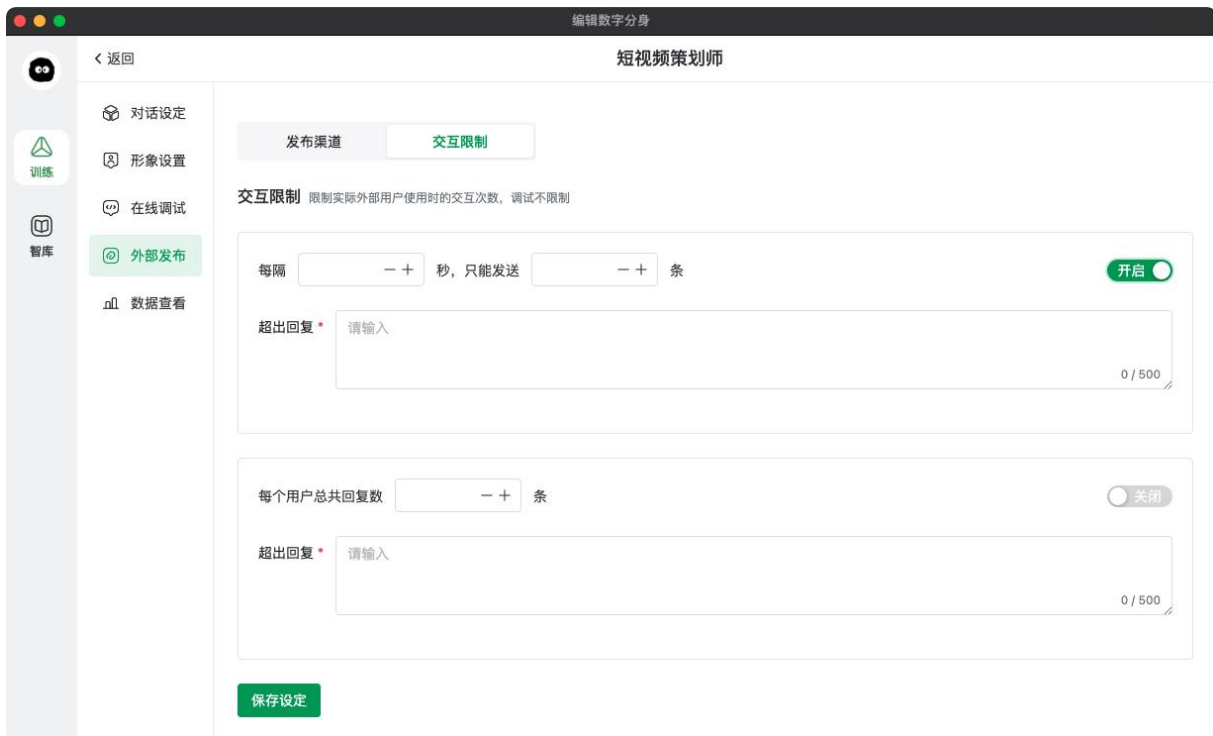 编辑数字分身
返回
短视频策划师
训练
智库
对话设定
形象设置
在线调试
外部发布
数据查看
发布渠道 交互限制
交互限制 限制实际外部用户使用时的交互次数，调试不限制
每隔 － + 秒，只能发送 － + 条 开启
超出回复 * 请输入
0 / 500
每个用户总共回复数 － + 条 关闭
超出回复 * 请输入
0 / 500
保存设定